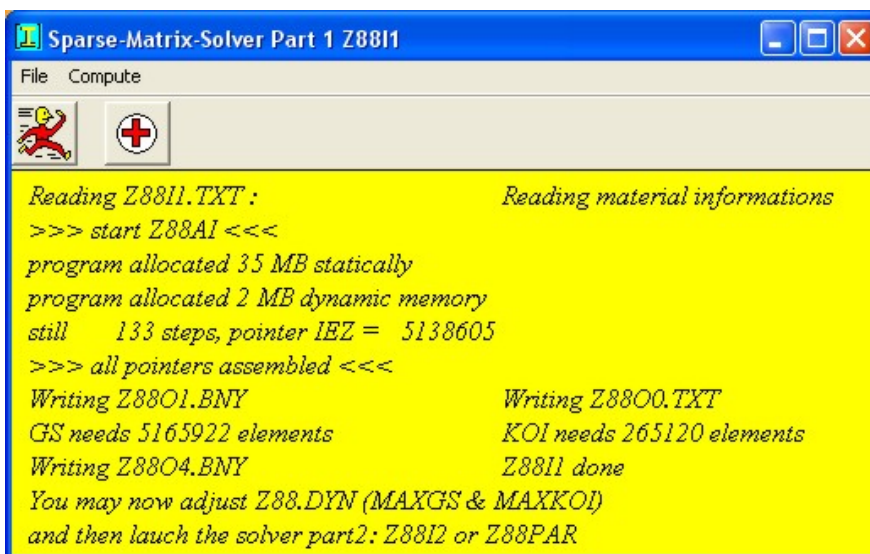 Sparse-Matrix-Solver Part 1 Z88I1
File Compute
Reading Z88I1.TXT : Reading material informations
>>> start Z88AI <<<
program allocated 35 MB statically
program allocated 2 MB dynamic memory
still 133 steps, pointer IEZ = 5138605
>>> all pointers assembled <<<
Writing Z88O1.BNY Writing Z88O0.TXT
GS needs 5165922 elements KOI needs 265120 elements
Writing Z88O4.BNY Z88I1 done
You may now adjust Z88.DYN (MAXGS & MAXKOI)
and then lauch the solver part2: Z88I2 or Z88PAR